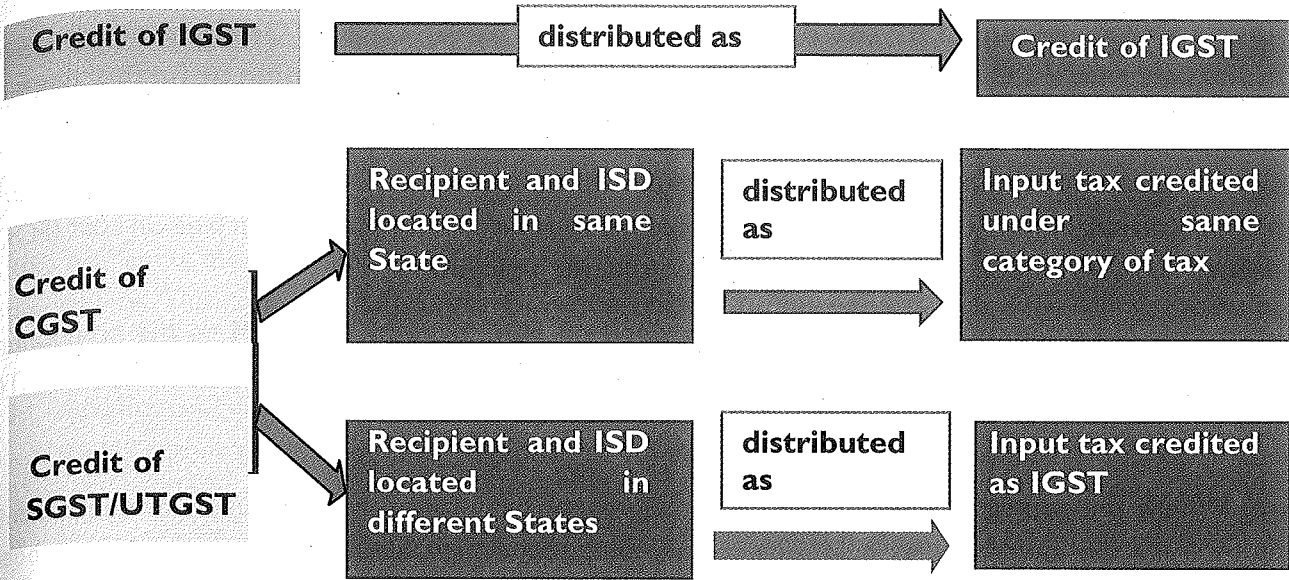 Credit of IGST
distributed as
Credit of IGST
Credit of
CGST
Credit of
SGST/UTGST
Recipient and ISD
located in same
State
distributed
as
Input tax credited
under same
category of tax
Recipient and ISD
located in
different States
distributed
as
Input tax credited
as IGST